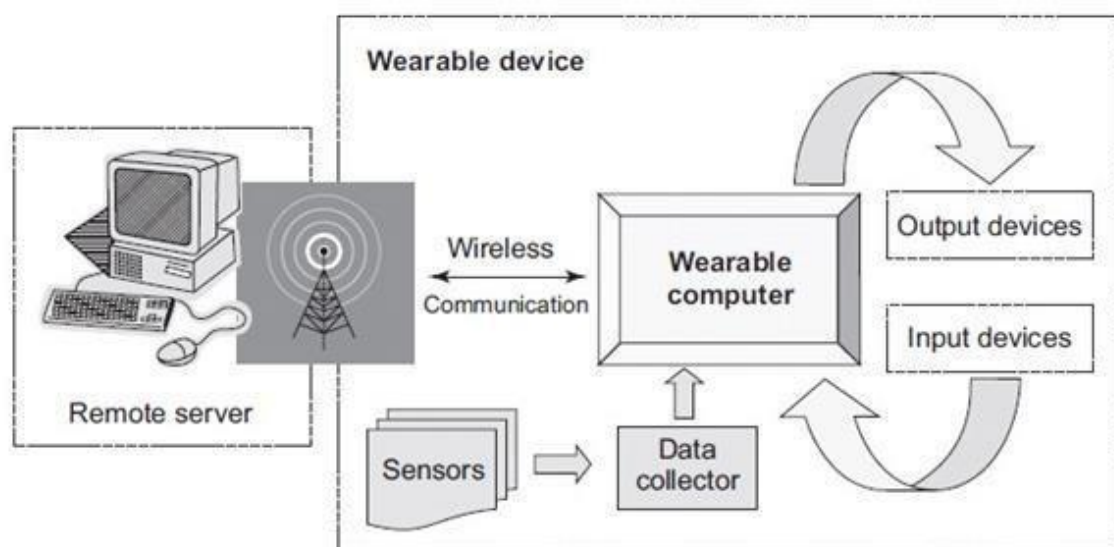 Wearable device
Remote server
Wireless
Communication
Wearable
computer
Output devices
Input devices
Sensors
Data
collector